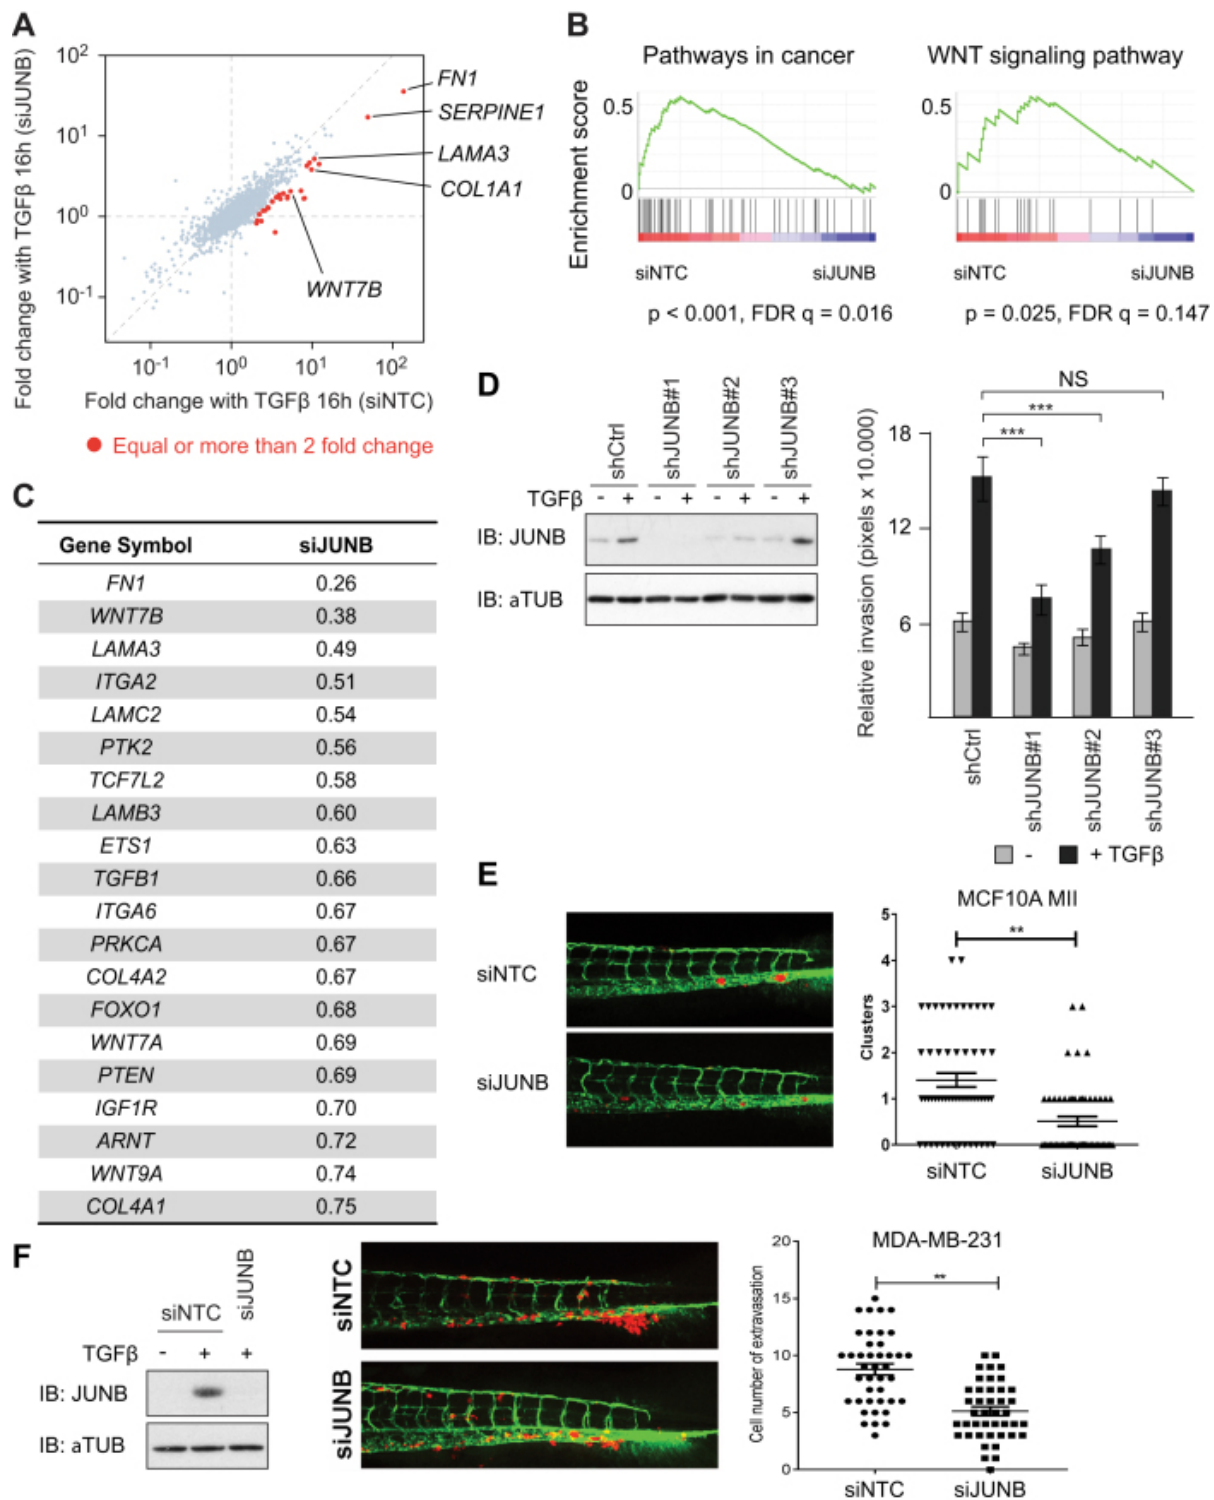 A
Fold change with TGFβ 16h (siJUNB)
10²
10¹
10⁰
10⁻¹
FN1
SERPINE1
LAMA3
COL1A1
WNT7B
10⁻¹ 10⁰ 10¹ 10²
Fold change with TGFβ 16h (siNTC)
Equal or more than 2 fold change
B
Pathways in cancer
WNT signaling pathway
Enrichment score
0.5
0
0.5
0
siNTC siJUNB
siNTC siJUNB
p < 0.001, FDR q = 0.016
p = 0.025, FDR q = 0.147
C
Gene Symbol siJUNB
FN1 0.26
WNT7B 0.38
LAMA3 0.49
ITGA2 0.51
LAMC2 0.54
PTK2 0.56
TCF7L2 0.58
LAMB3 0.60
ETS1 0.63
TGFB1 0.66
ITGA6 0.67
PRKCA 0.67
COL4A2 0.67
FOXO1 0.68
WNT7A 0.69
PTEN 0.69
IGF1R 0.70
ARNT 0.72
WNT9A 0.74
COL4A1 0.75
D
shCtrl
shJUNB#1
shJUNB#2
shJUNB#3
TGFβ - + - + - + - +
IB: JUNB
IB: aTUB
Relative invasion (pixels x 10.000)
18
12
6
NS
***
***
shCtrl
shJUNB#1
shJUNB#2
shJUNB#3
- + TGFβ
E
siNTC
siJUNB
MCF10A MII
Clusters
5
4
3
2
1
0
**
siNTC siJUNB
F
siNTC
siJUNB
TGFβ - + +
IB: JUNB
IB: aTUB
siNTC
siJUNB
MDA-MB-231
Cell number of extravasation
20
15
10
5
0
**
siNTC siJUNB